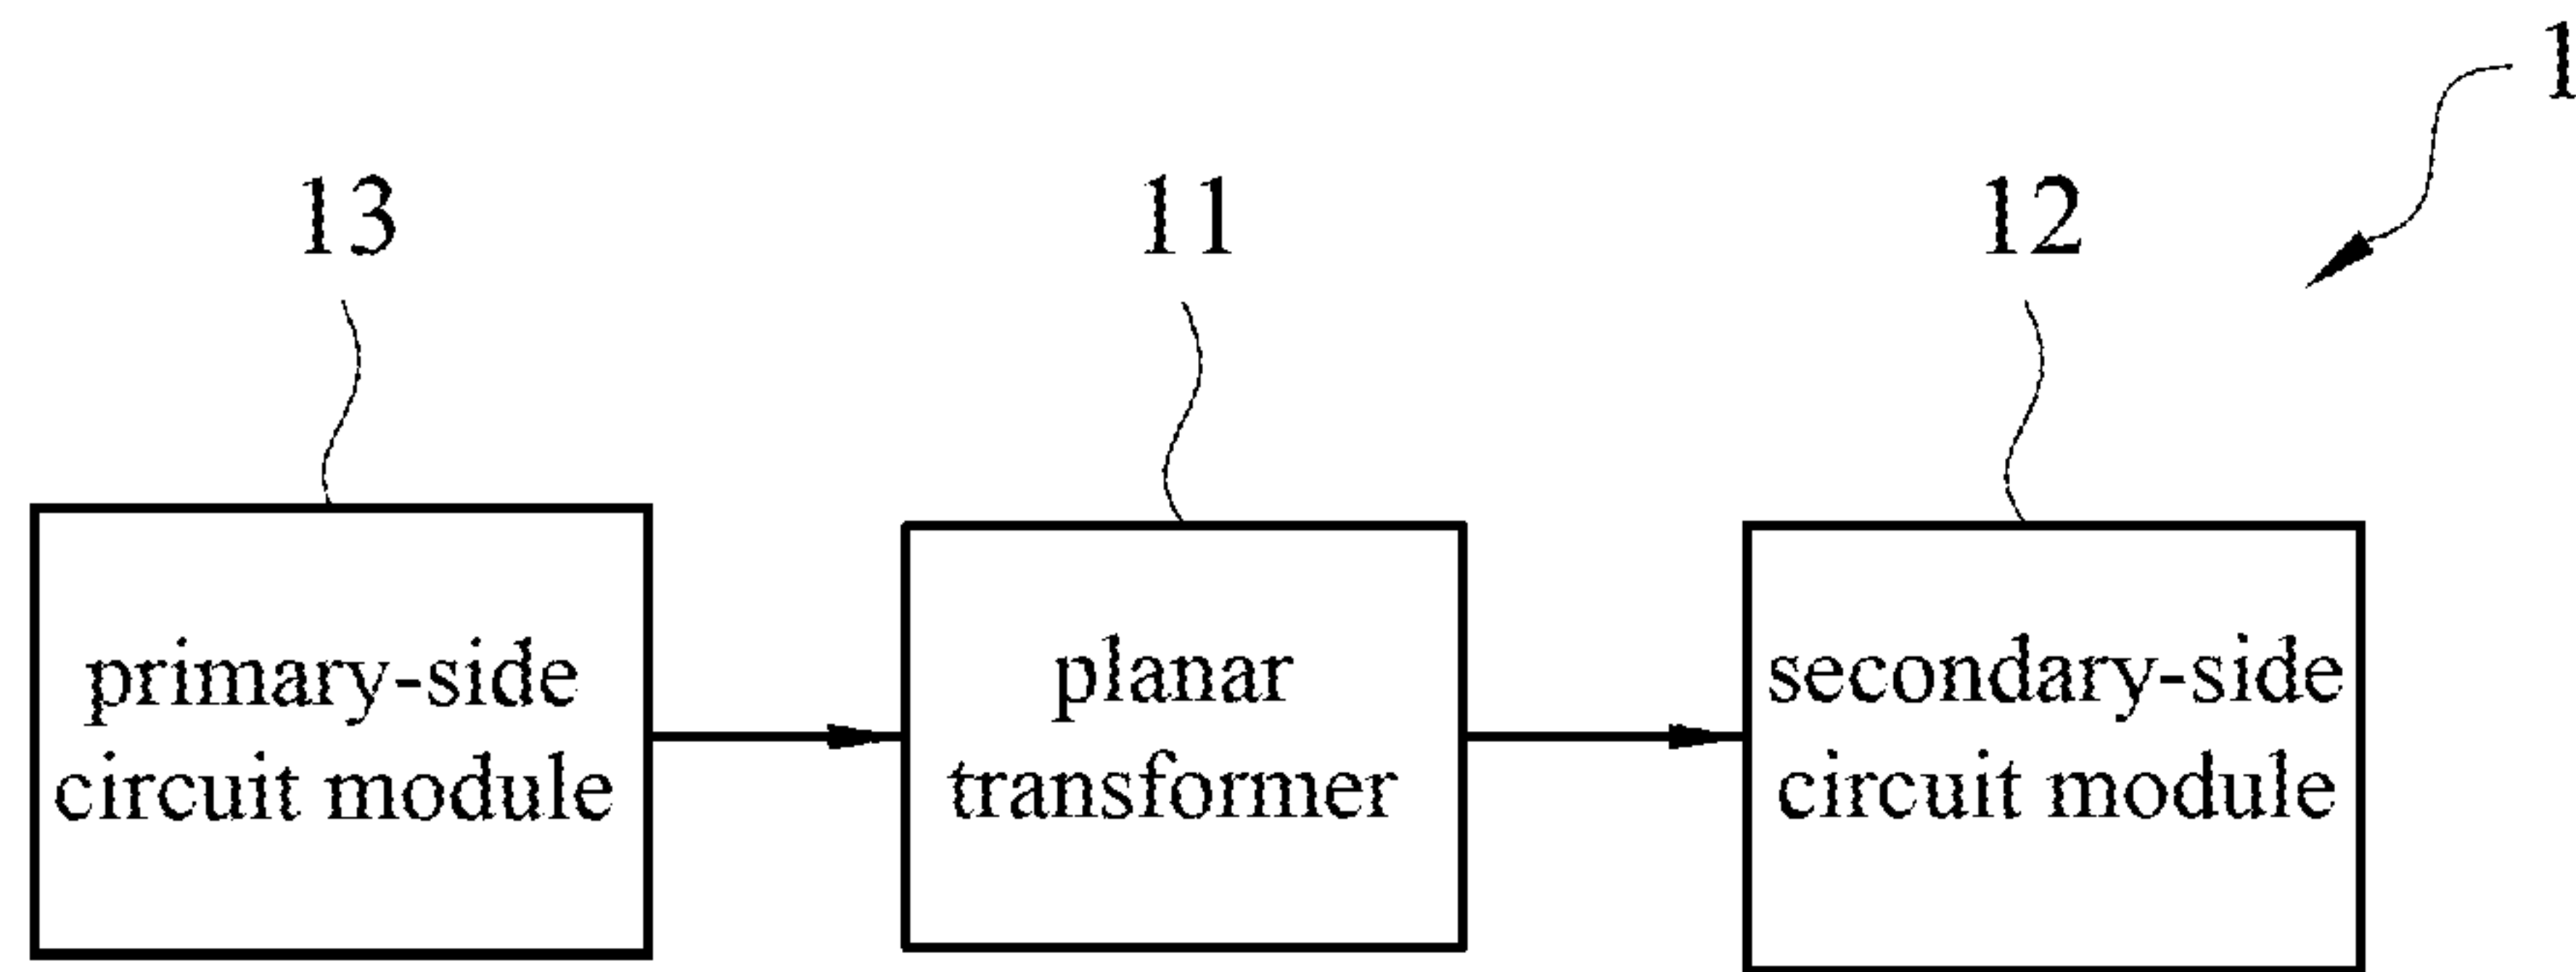 1
13
11
12
primary-side
circuit module
planar
transformer
secondary-side
circuit module